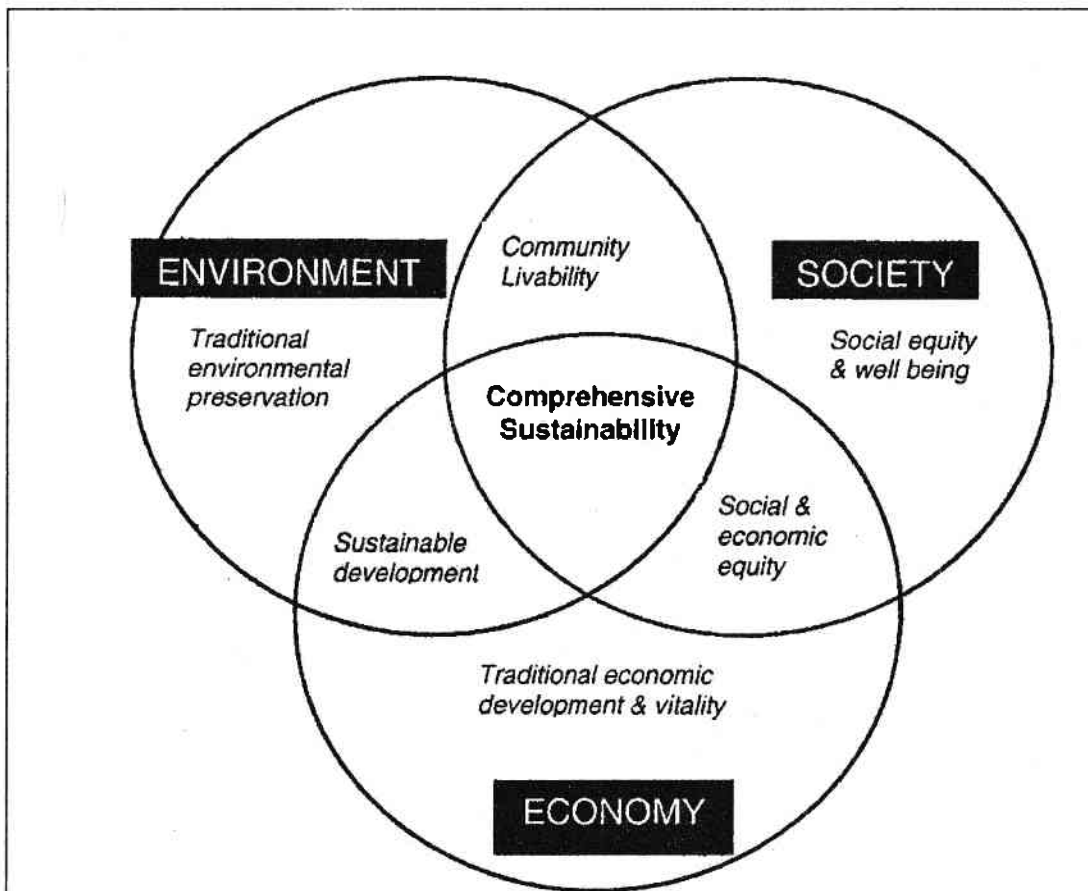 ENVIRONMENT
Traditional
environmental
preservation
Community
Livability
SOCIETY
Social equity
& well being
Comprehensive
Sustainability
Sustainable
development
Social &
economic
equity
Traditional economic
development & vitality
ECONOMY